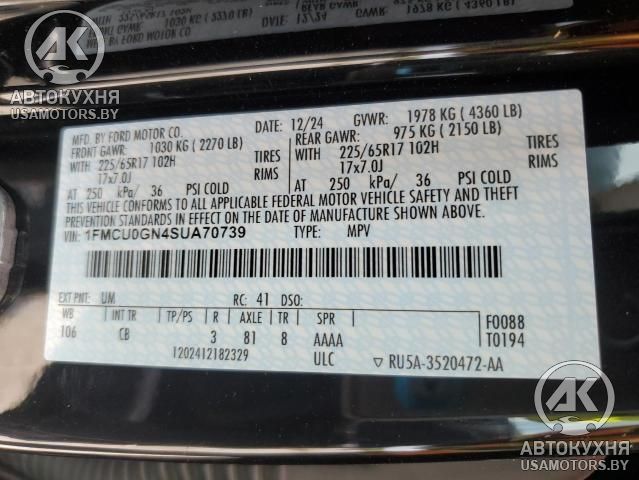 АВТОКУХНЯ
USAMOTORS.BY
MFD. BY FORD MOTOR CO.
DATE: 12/24 GVWR: 1978 KG ( 4360 LB)
FRONT GAWR: 1030 KG ( 2270 LB)
REAR GAWR: 975 KG ( 2150 LB)
WITH 225/65R17 102H TIRES
WITH 225/65R17 102H TIRES
17x7.0J RIMS
17x7.0J RIMS
AT 250 kPa/ 36 PSI COLD
AT 250 kPa/ 36 PSI COLD
THIS VEHICLE CONFORMS TO ALL APPLICABLE FEDERAL MOTOR VEHICLE SAFETY AND THEFT
PREVENTION STANDARDS IN EFFECT ON THE DATE OF MANUFACTURE SHOWN ABOVE.
VIN: 1FMCU0GN4SUA70739
TYPE: MPV
EXT PNT: UM RC: 41 DSO:
WB INT TR TP/PS R AXLE TR SPR
106 CB 3 81 8 AAAA
F0088
T0194
1202412182329 ULC RU5A-3520472-AA
АК
АВТОКУХНЯ
USAMOTORS.BY